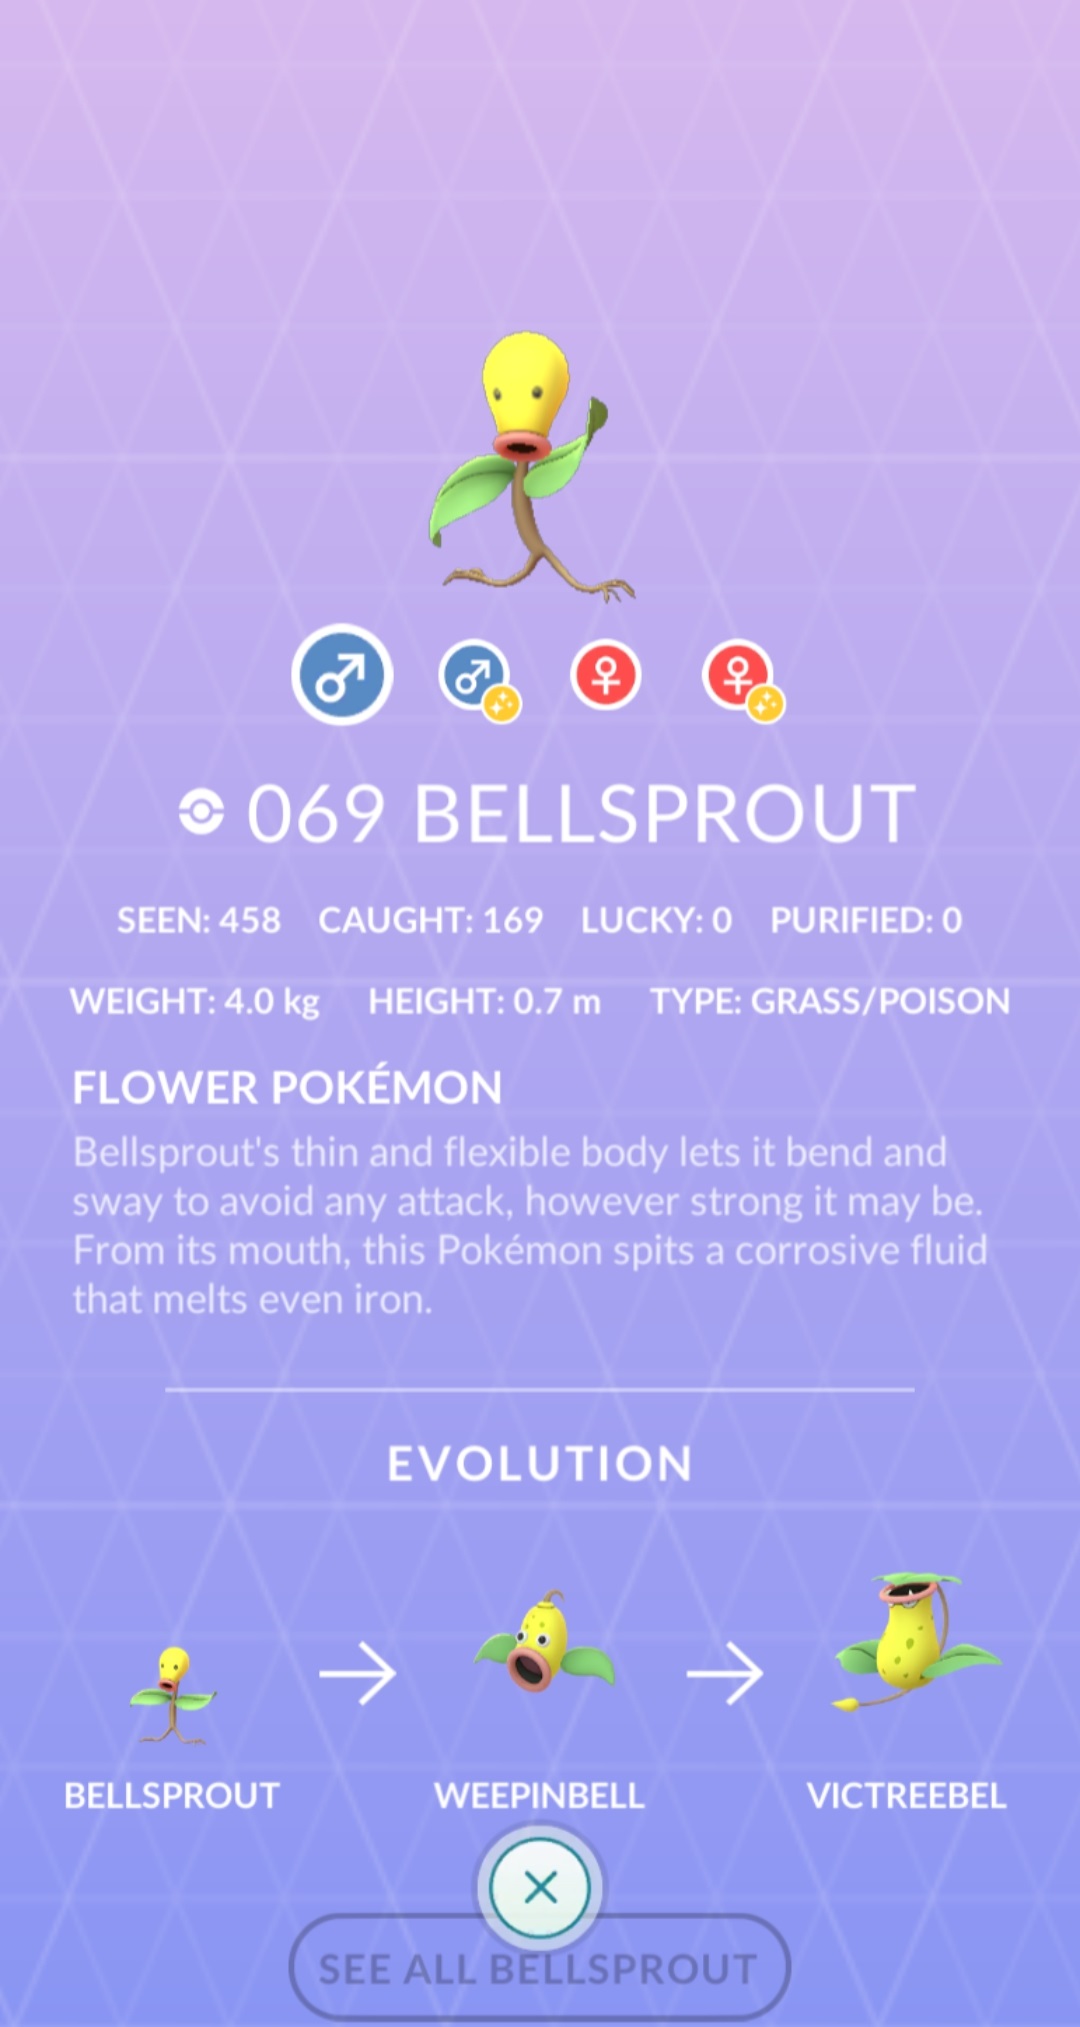 069 BELLSPROUT
SEEN: 458 CAUGHT: 169 LUCKY: 0 PURIFIED: 0
WEIGHT: 4.0 kg HEIGHT: 0.7 m TYPE: GRASS/POISON
FLOWER POKÉMON
Bellsprout's thin and flexible body lets it bend and
sway to avoid any attack, however strong it may be.
From its mouth, this Pokémon spits a corrosive fluid
that melts even iron.
EVOLUTION
BELLSPROUT WEEPINBELL VICTREEBEL
SEE ALL BELLSPROUT